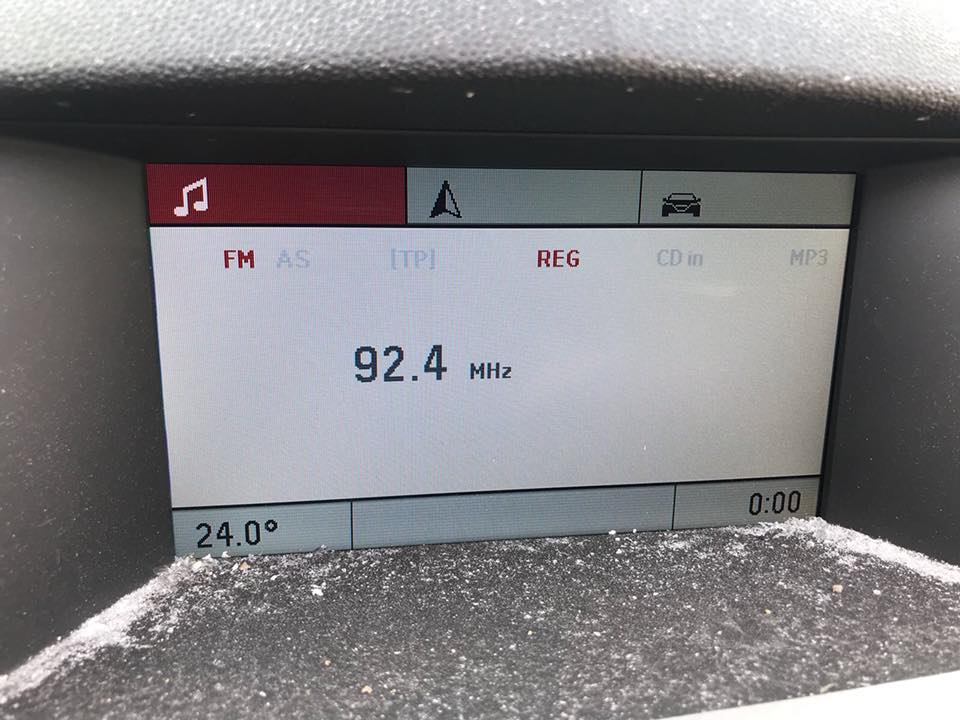 FM AS [TP] REG CD in MP3
92.4 MHz
24.0° 0:00